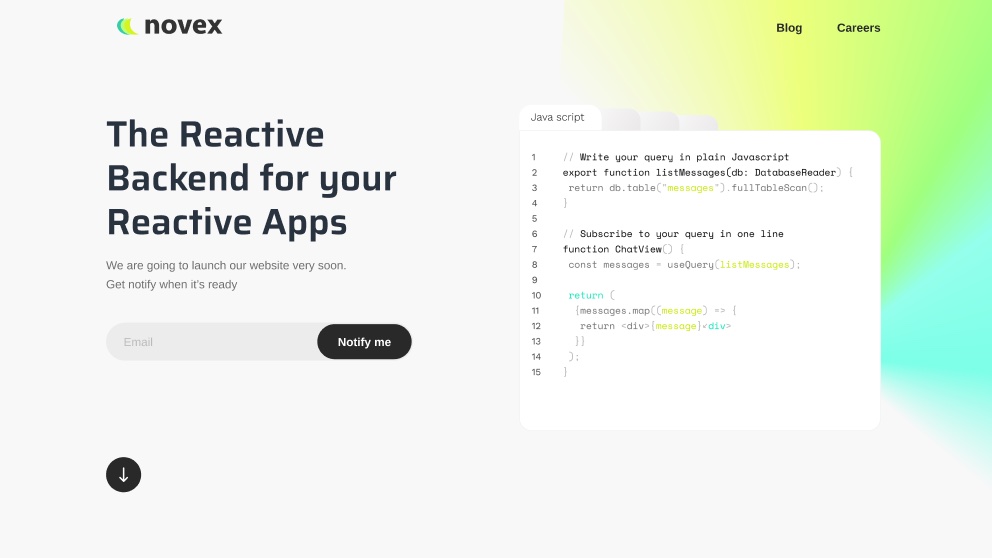 novex
Blog
Careers
The Reactive
Backend for your
Reactive Apps
We are going to launch our website very soon.
Get notify when it's ready
Email
Notify me
Java script
1 // Write your query in plain Javascript
2 export function listMessages(db: DatabaseReader) {
3 return db.table("messages").fullTableScan();
4 }
5
6 // Subscribe to your query in one line
7 function ChatView() {
8 const messages = useQuery(listMessages);
9
10 return (
11 {messages.map((message) => {
12 return <div>{message}<div>
13 }}
14 );
15 }